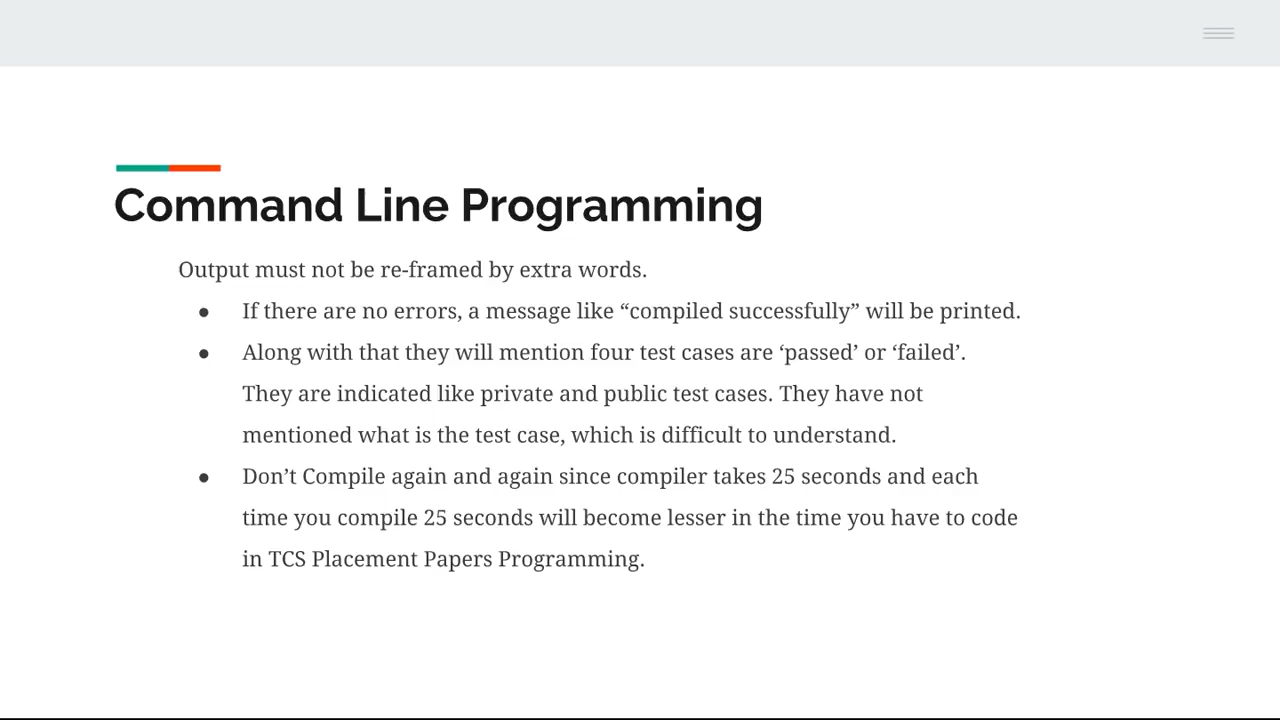 Command Line Programming
Output must not be re-framed by extra words.
● If there are no errors, a message like “compiled successfully” will be printed.
● Along with that they will mention four test cases are ‘passed’ or ‘failed’.
They are indicated like private and public test cases. They have not
mentioned what is the test case, which is difficult to understand.
● Don’t Compile again and again since compiler takes 25 seconds and each
time you compile 25 seconds will become lesser in the time you have to code
in TCS Placement Papers Programming.